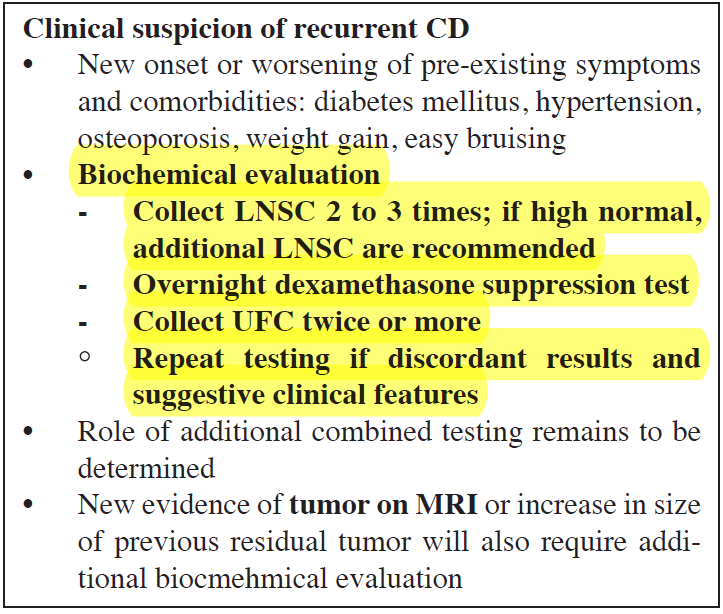 Clinical suspicion of recurrent CD
• New onset or worsening of pre-existing symptoms
and comorbidities: diabetes mellitus, hypertension,
osteoporosis, weight gain, easy bruising
• Biochemical evaluation
- Collect LNSC 2 to 3 times; if high normal,
additional LNSC are recommended
- Overnight dexamethasone suppression test
- Collect UFC twice or more
○ Repeat testing if discordant results and
suggestive clinical features
• Role of additional combined testing remains to be
determined
• New evidence of tumor on MRI or increase in size
of previous residual tumor will also require addi-
tional biocmehmical evaluation